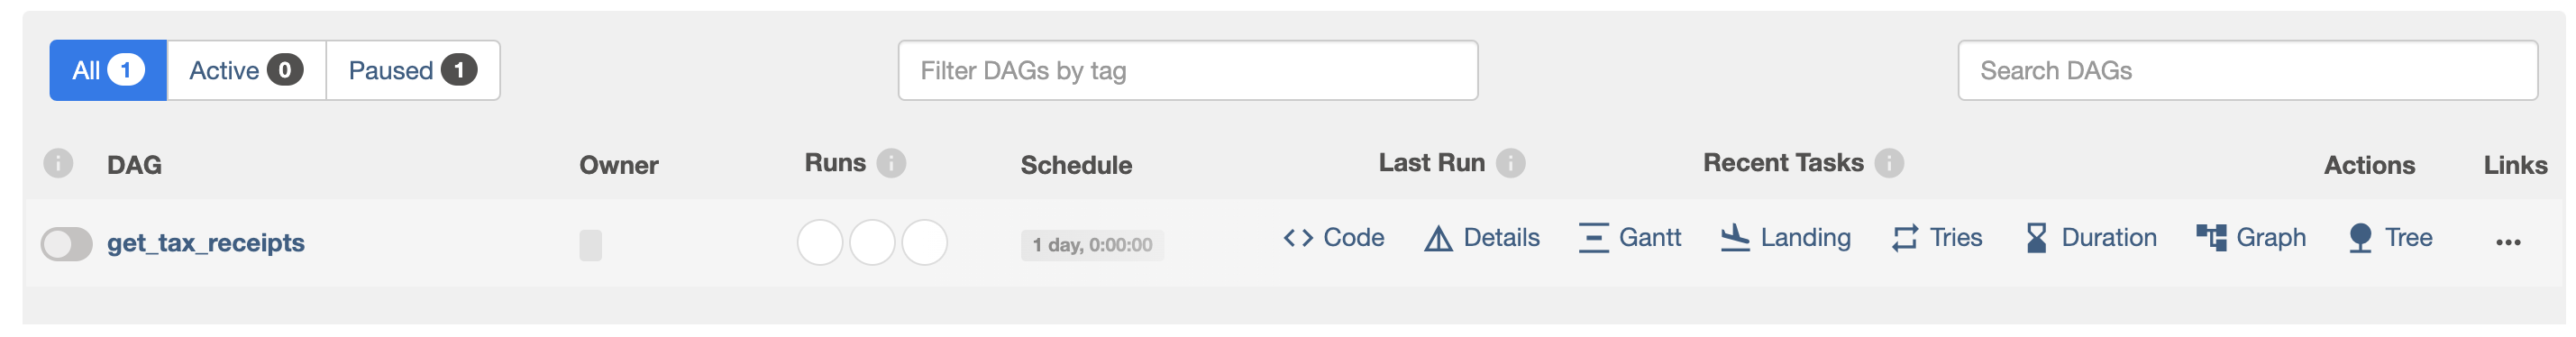 All 1 Active 0 Paused 1 Filter DAGs by tag Search DAGs
DAG Owner Runs Schedule Last Run Recent Tasks Actions Links
get_tax_receipts 1 day, 0:00:00 Code Details Gantt Landing Tries Duration Graph Tree